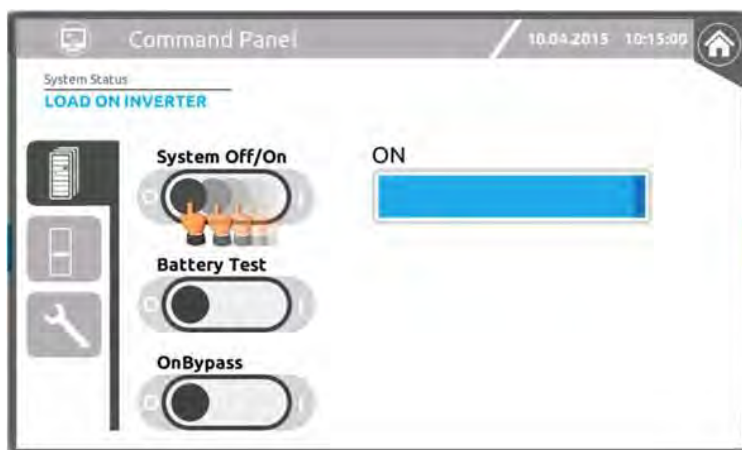 Command Panel
10.04.2015 10:15:00
System Status
LOAD ON INVERTER
System Off/On
ON
Battery Test
OnBypass